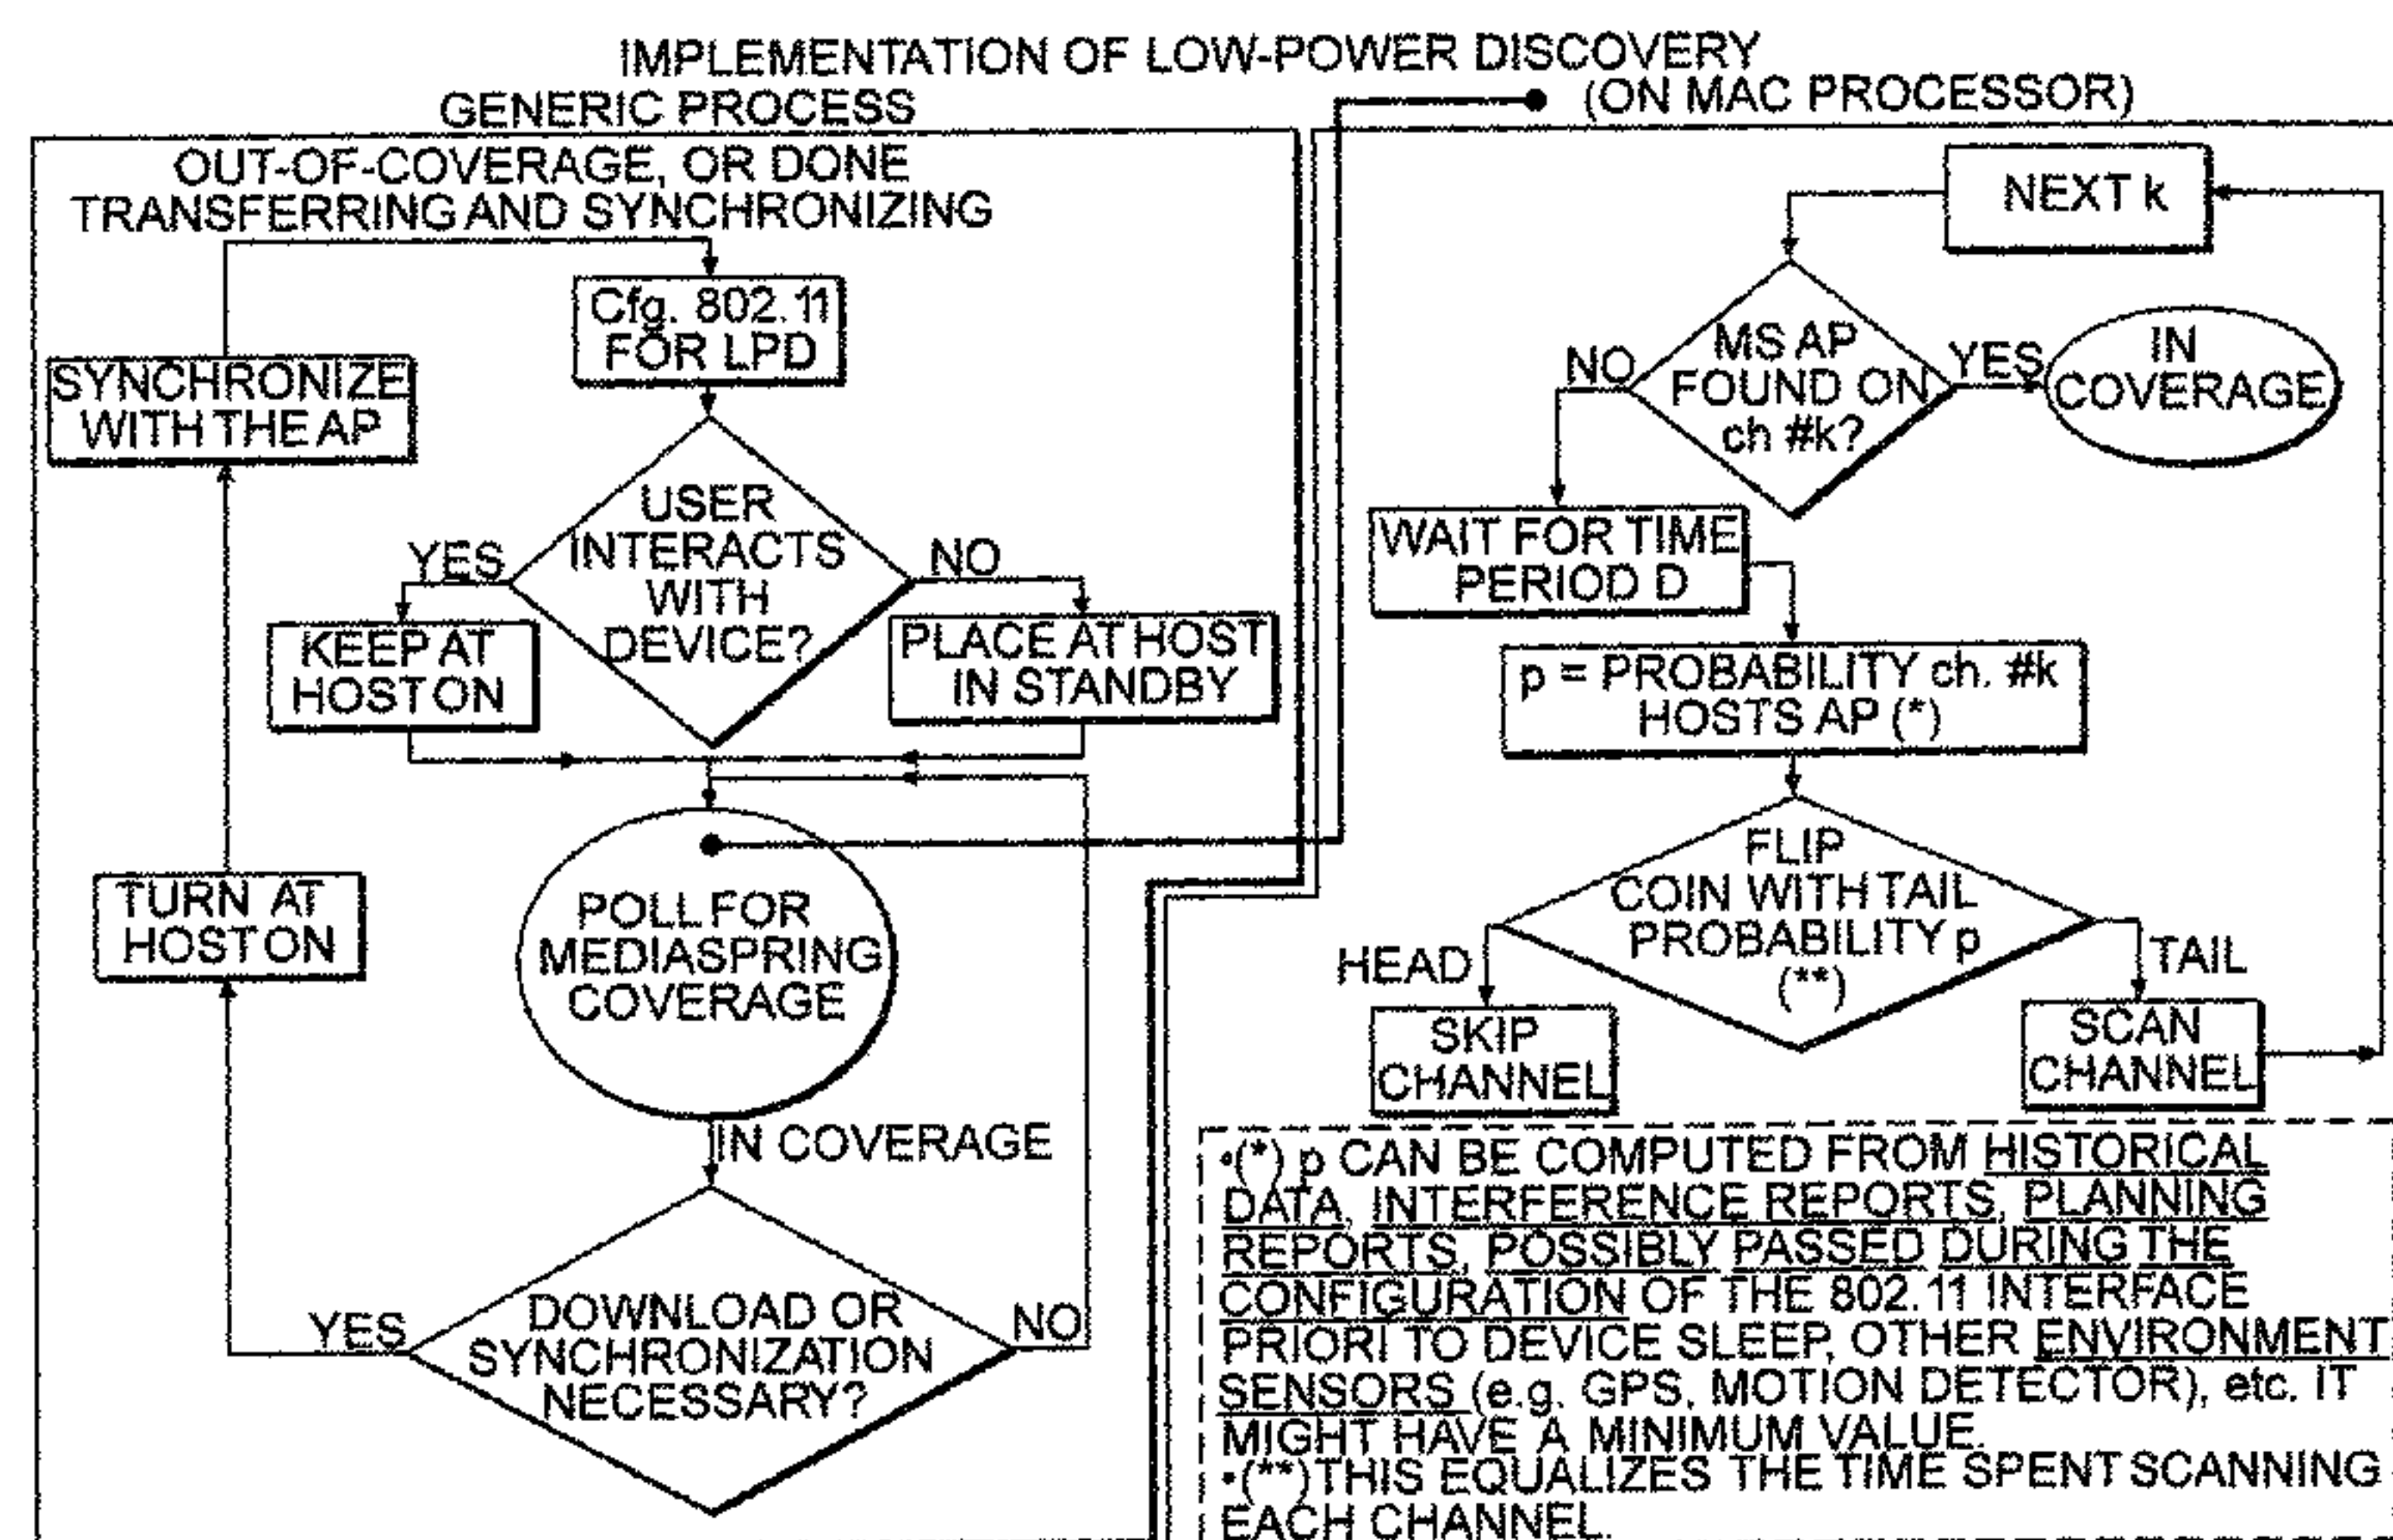 IMPLEMENTATION OF LOW-POWER DISCOVERY
GENERIC PROCESS
(ON MAC PROCESSOR)
OUT-OF-COVERAGE, OR DONE
TRANSFERRING AND SYNCHRONIZING
Cfg. 802.11
FOR LPD
SYNCHRONIZE
WITH THE AP
USER
INTERACTS
WITH
DEVICE?
YES
NO
KEEP AT
HOST ON
PLACE AT HOST
IN STANDBY
TURN AT
HOST ON
POLL FOR
MEDIASPRING
COVERAGE
IN COVERAGE
DOWNLOAD OR
SYNCHRONIZATION
NECESSARY?
YES
NO
NEXT k
MS AP
FOUND ON
ch #k?
NO
YES
IN
COVERAGE
WAIT FOR TIME
PERIOD D
p = PROBABILITY ch. #k
HOSTS AP (*)
FLIP
COIN WITH TAIL
PROBABILITY p
(**)
HEAD
TAIL
SKIP
CHANNEL
SCAN
CHANNEL
•(*) p CAN BE COMPUTED FROM HISTORICAL
DATA, INTERFERENCE REPORTS, PLANNING
REPORTS, POSSIBLY PASSED DURING THE
CONFIGURATION OF THE 802.11 INTERFACE
PRIORI TO DEVICE SLEEP, OTHER ENVIRONMENT
SENSORS (e.g. GPS, MOTION DETECTOR), etc. IT
MIGHT HAVE A MINIMUM VALUE.
•(**)THIS EQUALIZES THE TIME SPENT SCANNING
EACH CHANNEL.